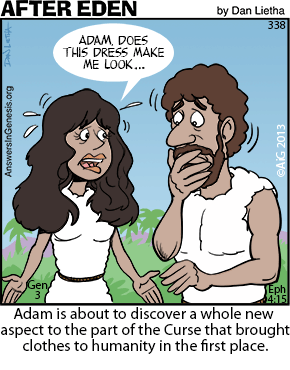 AFTER EDEN
by Dan Lietha
338
ADAM, DOES
THIS DRESS MAKE
ME LOOK...
AnswersInGenesis.org
©AiG 2013
Gen
3
Eph
4:15
Adam is about to discover a whole new
aspect to the part of the Curse that brought
clothes to humanity in the first place.